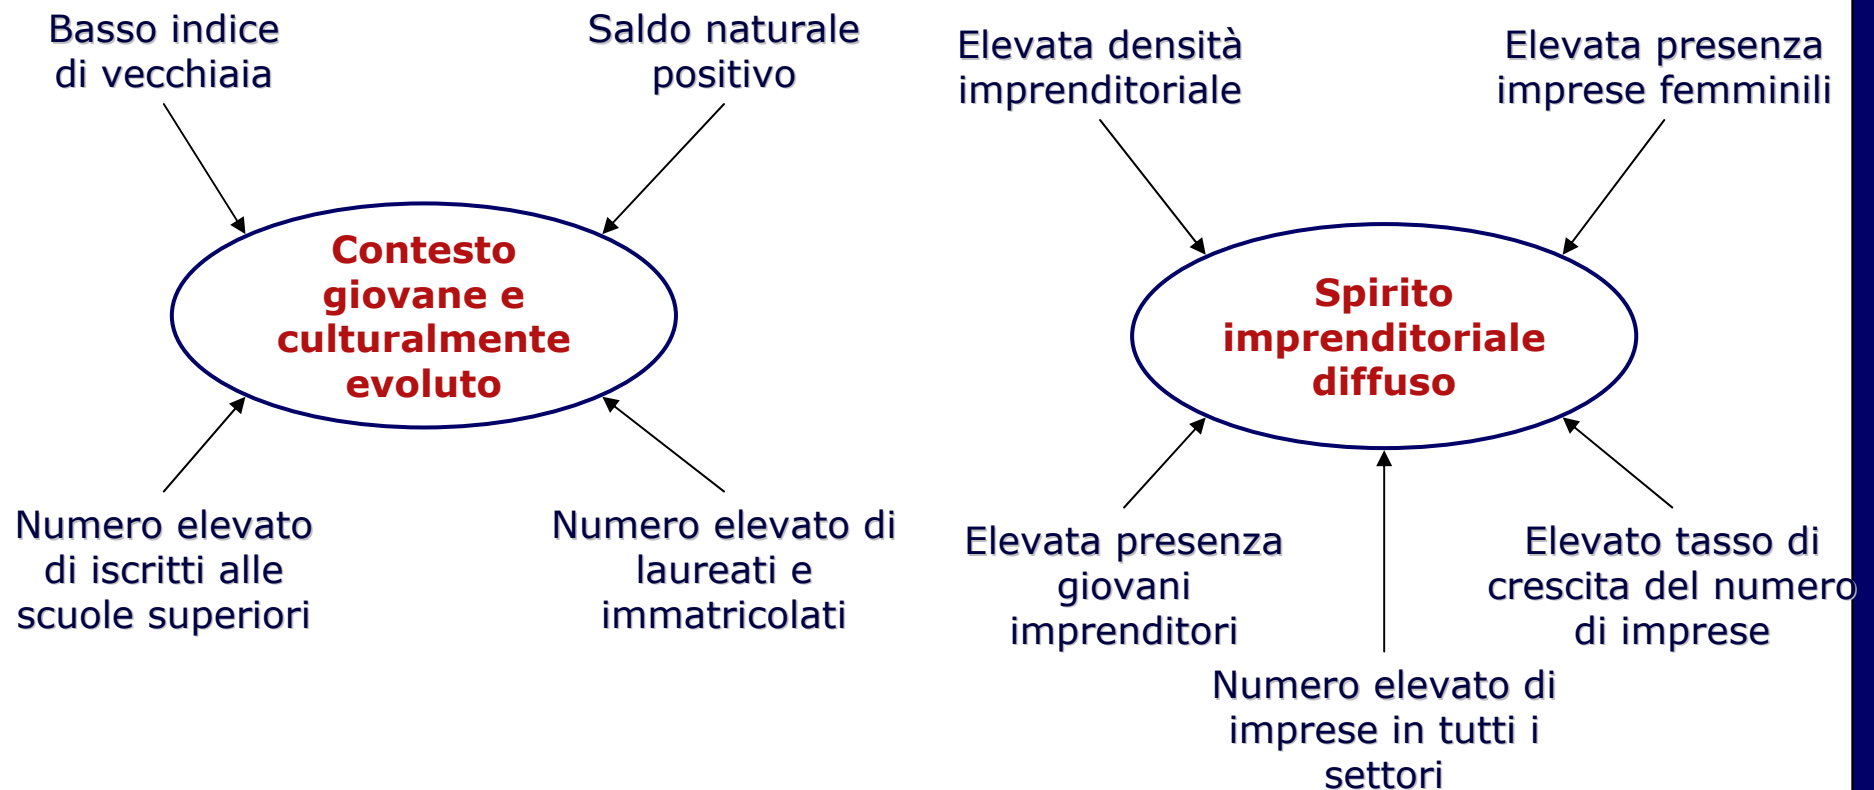 Basso indice
di vecchiaia
Saldo naturale
positivo
Contesto
giovane e
culturalmente
evoluto
Numero elevato
di iscritti alle
scuole superiori
Numero elevato di
laureati e
immatricolati
Elevata densità
imprenditoriale
Elevata presenza
imprese femminili
Spirito
imprenditoriale
diffuso
Elevata presenza
giovani
imprenditori
Elevato tasso di
crescita del numero
di imprese
Numero elevato di
imprese in tutti i
settori